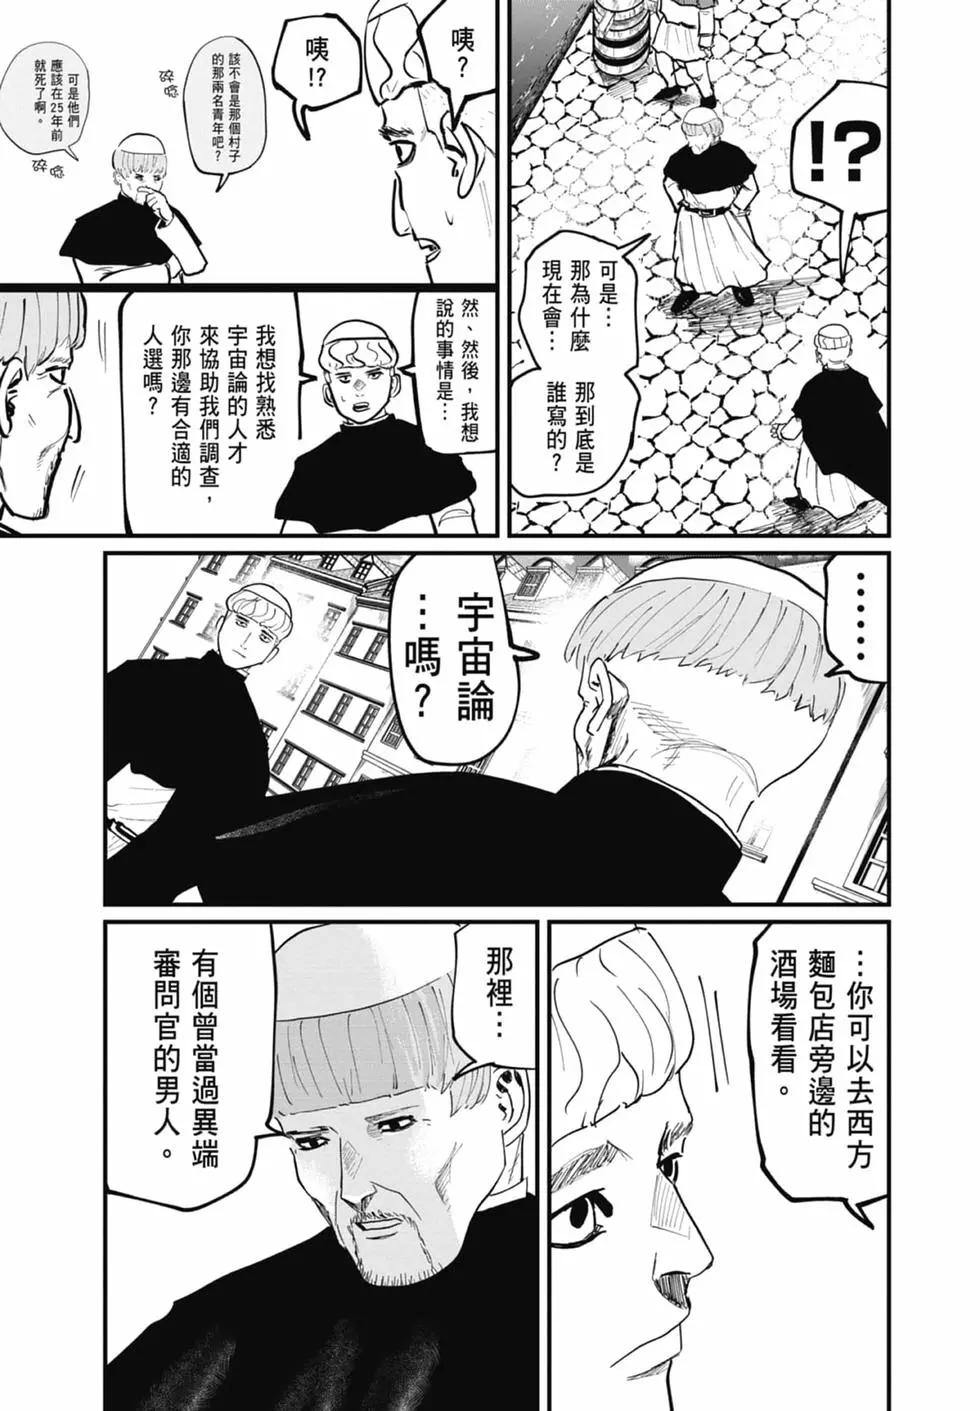 !?
可是…
那為什麼
現在會…
那到底是
誰寫的？
咦？
咦
!?
該不會是那個村子
的那兩名青年吧？
碎
唸
可是他們
應該在25年前
就死了啊。
碎
唸
然、然後，我想
說的事情是…
我想找熟悉
宇宙論的人才
來協助我們調查，
你那邊有合適的
人選嗎？
………
宇宙論
…嗎？
…你可以去西方
麵包店旁邊的
酒場看看。
那裡…
有個曾當過異端
審問官的男人。